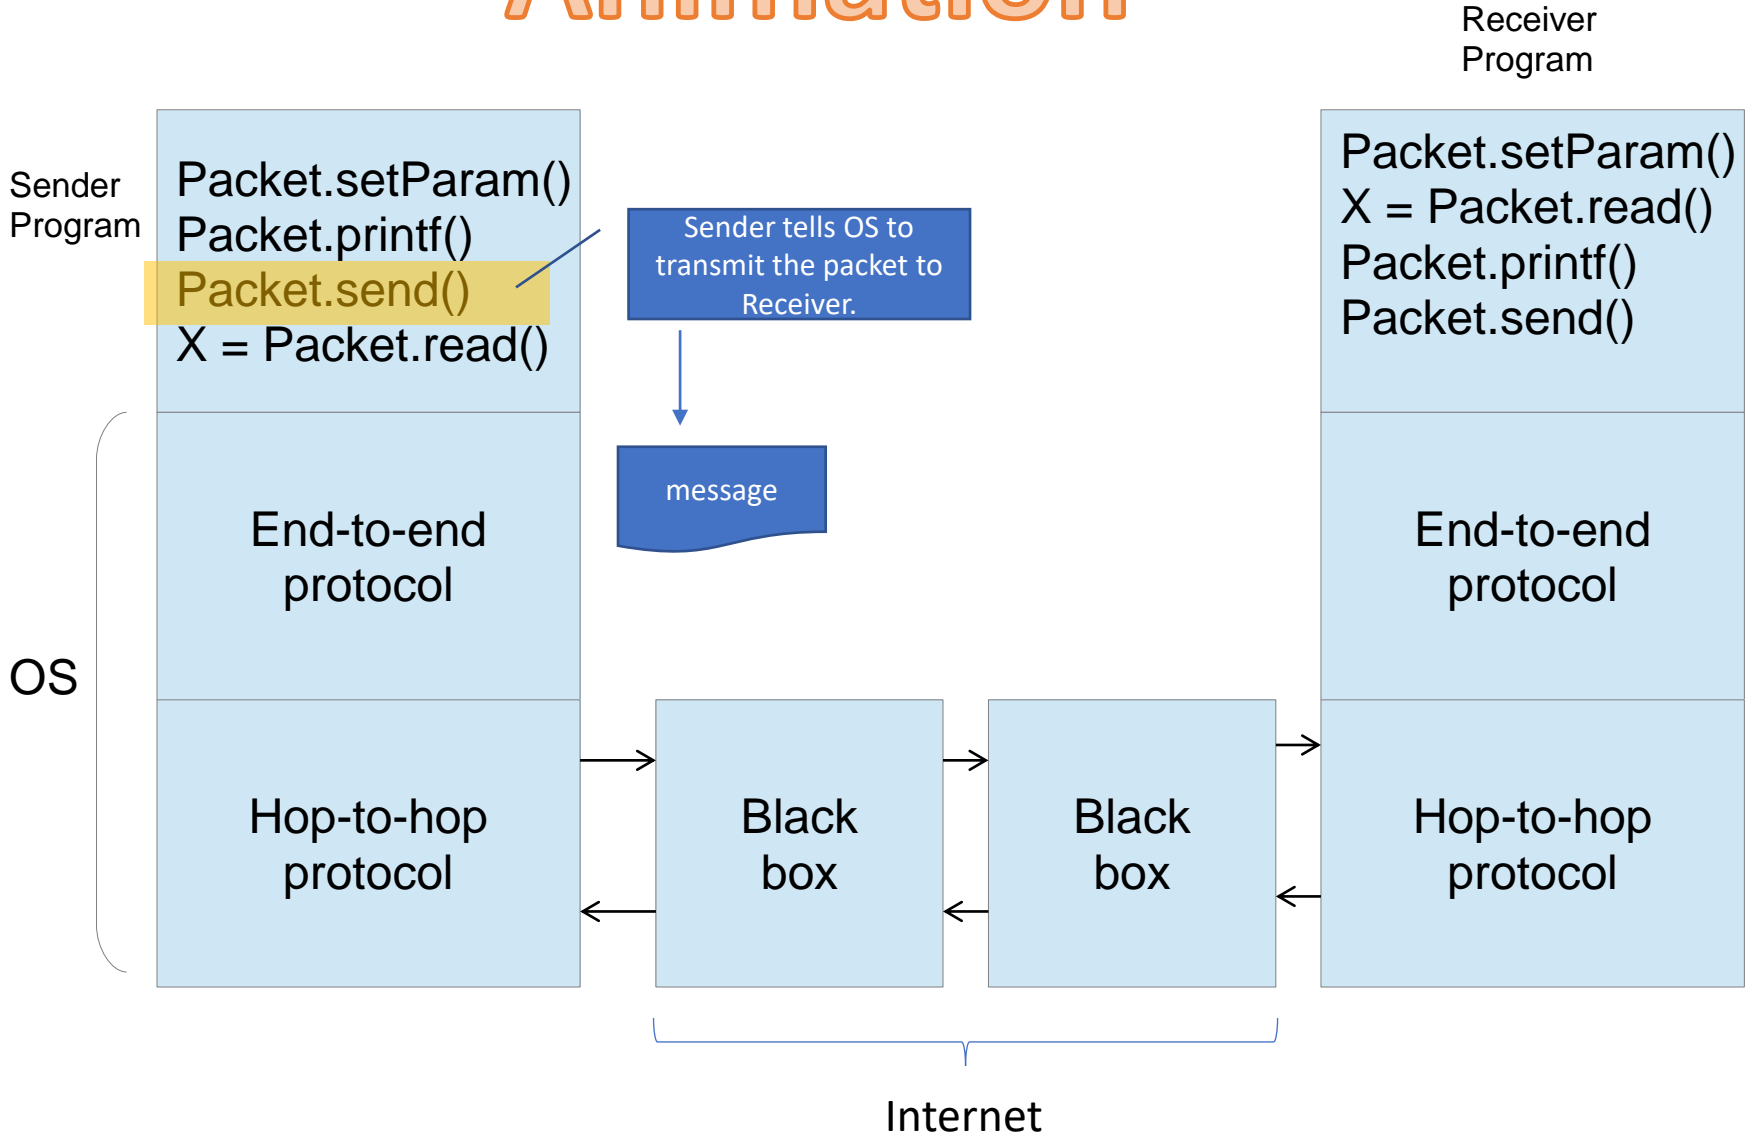 Animation
Receiver
Program
Sender
Program
Packet.setParam()
Packet.printf()
Packet.send()
X = Packet.read()
Sender tells OS to
transmit the packet to
Receiver.
message
Packet.setParam()
X = Packet.read()
Packet.printf()
Packet.send()
OS
End-to-end
protocol
End-to-end
protocol
Hop-to-hop
protocol
Black
box
Black
box
Hop-to-hop
protocol
Internet